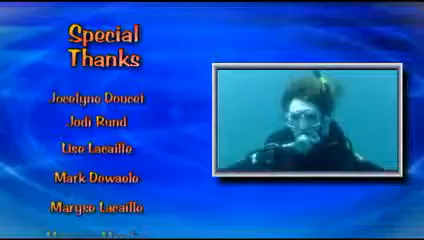 Special
Thanks
Jocelyne Doucet
Jodi Rund
Lise Lacaille
Mark Dewaele
Maryse Lacaille